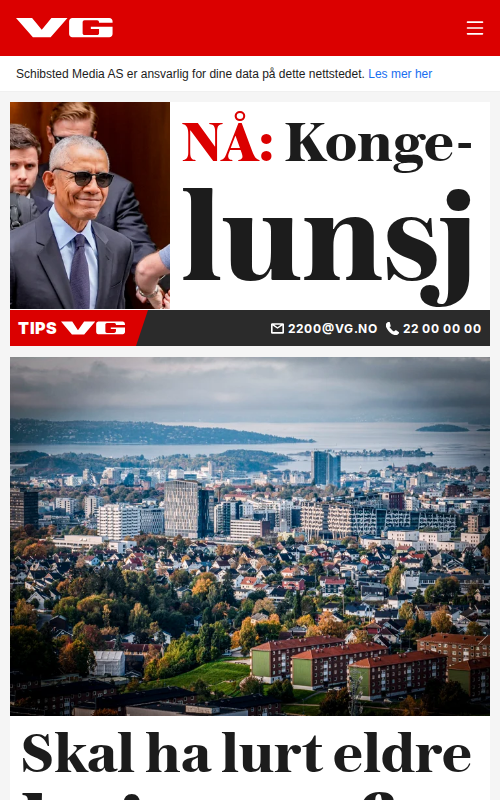 VG
Schibsted Media AS er ansvarlig for dine data på dette nettstedet. Les mer her
NÅ: Konge-
lunsj
TIPS VG 2200@VG.NO 22 00 00 00
Skal ha lurt eldre